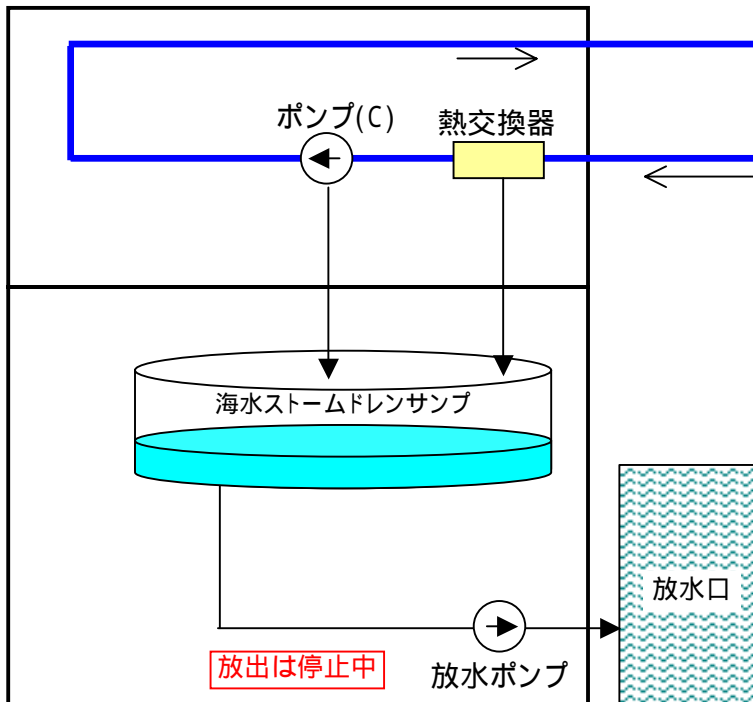 ポンプ(C)
熱交換器
海水ストームドレンサンプ
放水口
放出は停止中
放水ポンプ